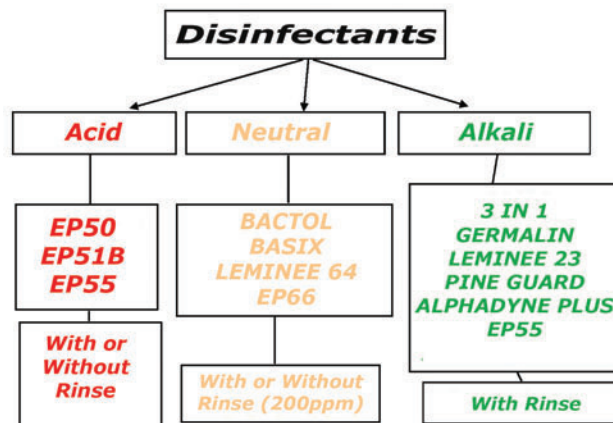 Disinfectants
Acid
Neutral
Alkali
EP50
EP51B
EP55
BACTOL
BASIX
LEMINEE 64
EP66
3 IN 1
GERMALIN
LEMINEE 23
PINE GUARD
ALPHADYNE PLUS
EP55
With or
Without
Rinse
With or Without
Rinse (200ppm)
With Rinse